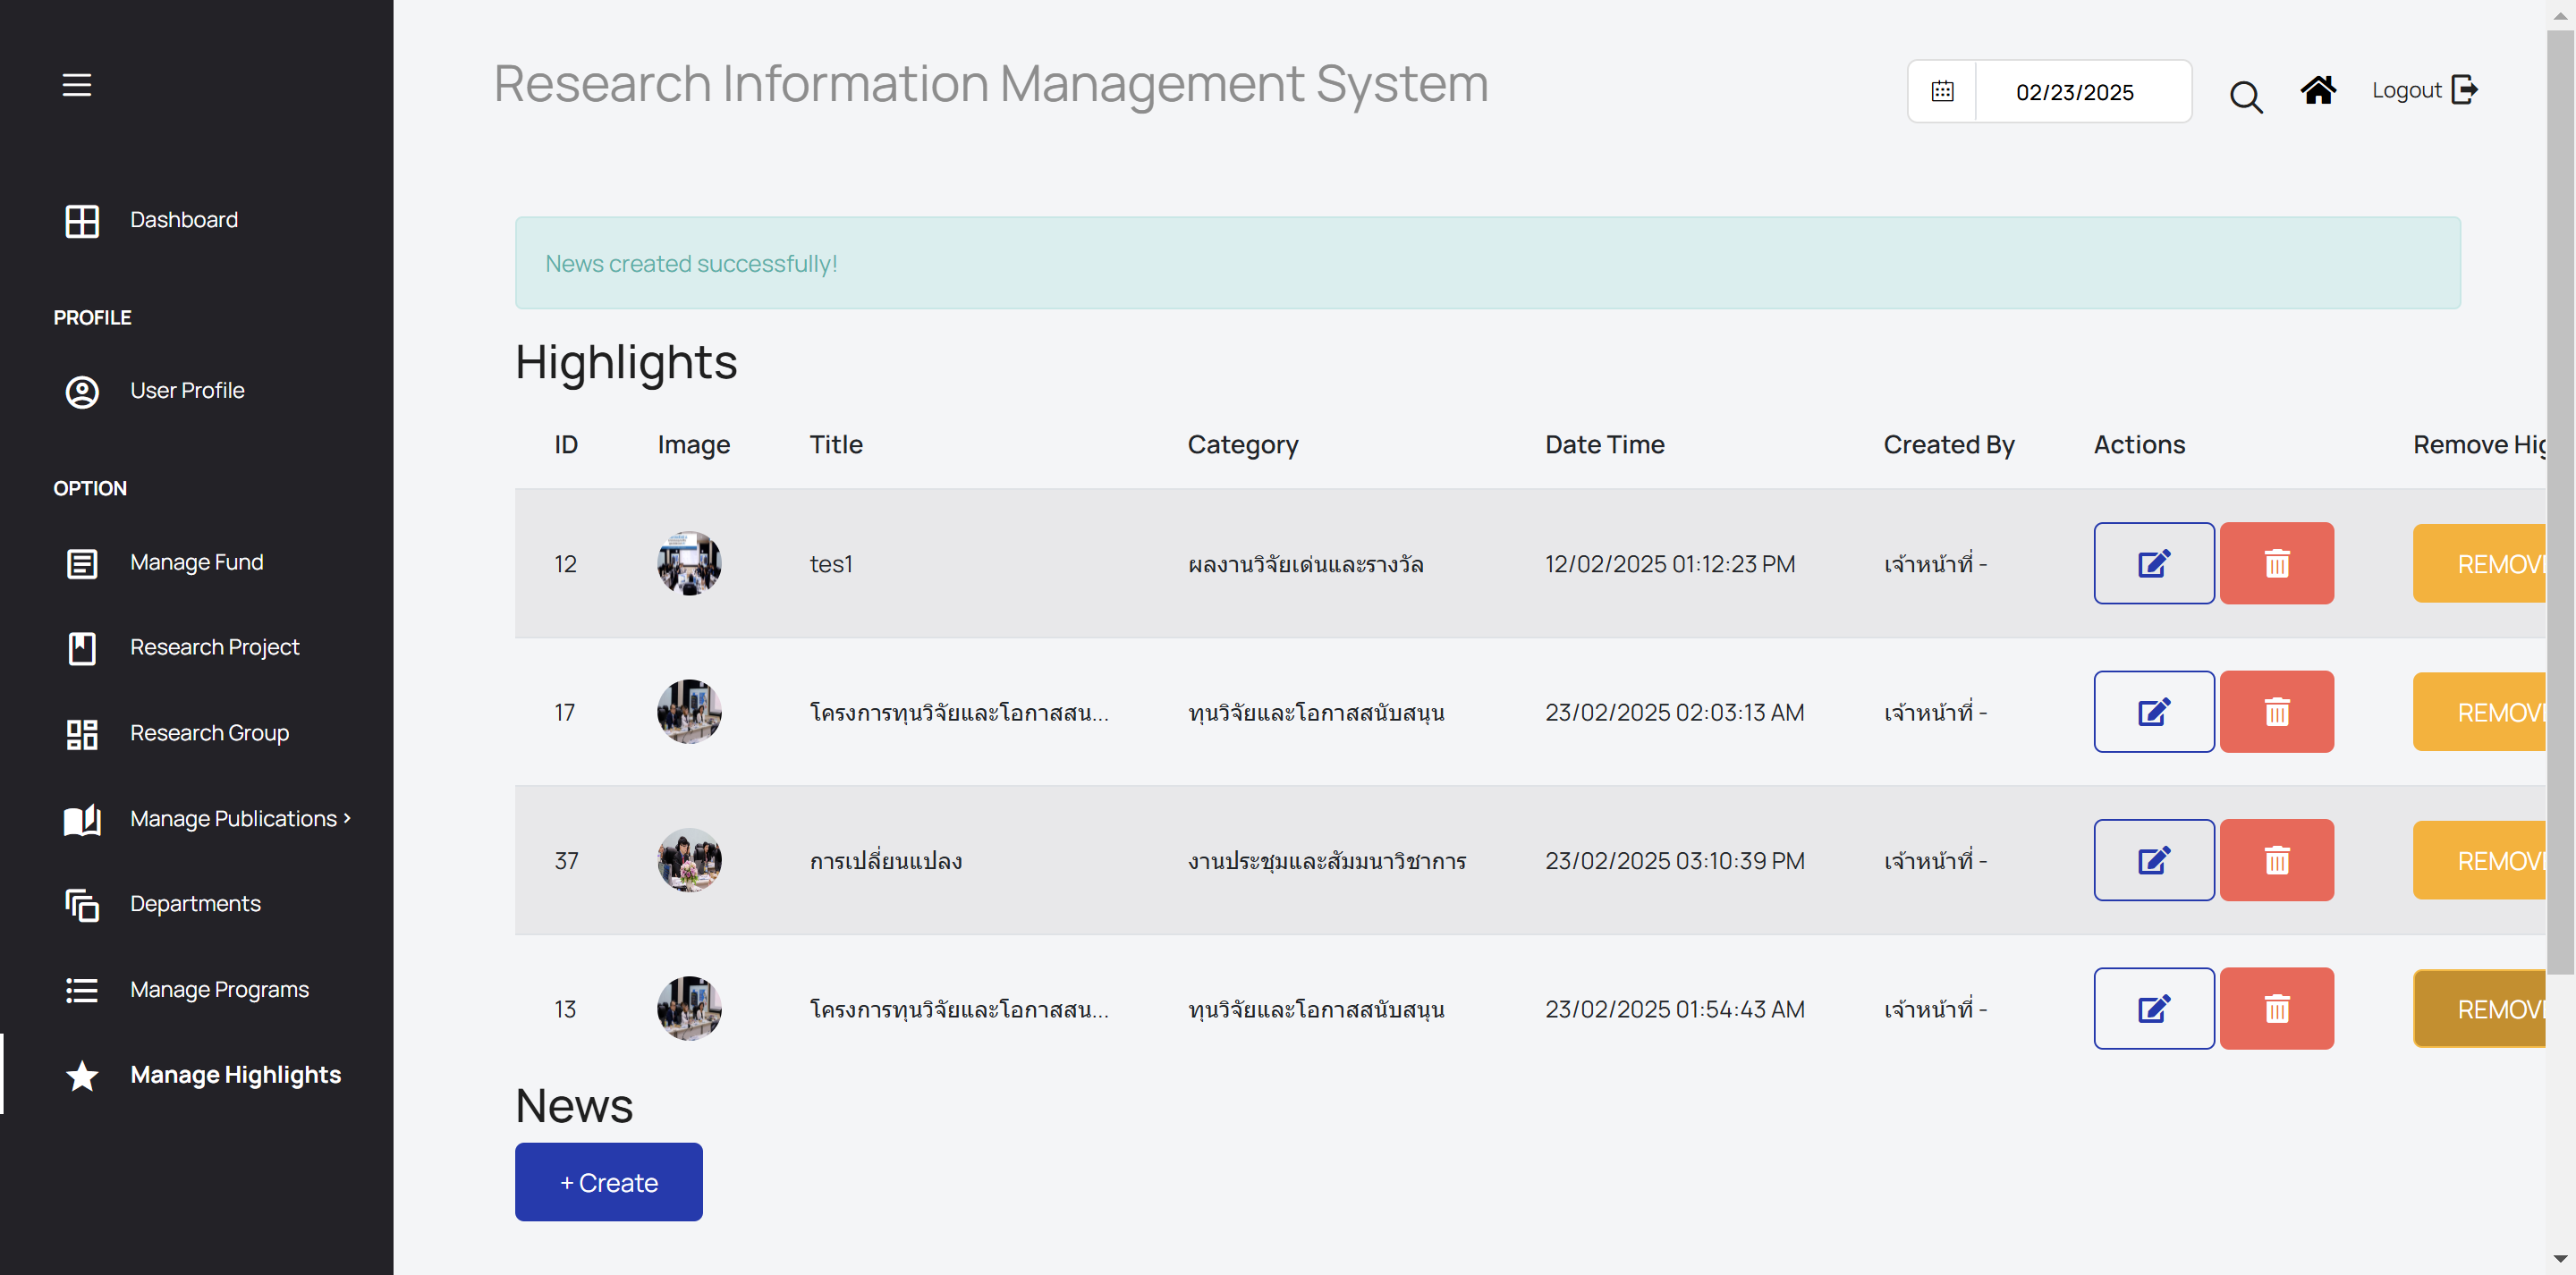 Research Information Management System
02/23/2025
Logout
Dashboard
PROFILE
User Profile
OPTION
Manage Fund
Research Project
Research Group
Manage Publications
Departments
Manage Programs
Manage Highlights
News created successfully!
Highlights
ID Image Title Category Date Time Created By Actions Remove Hig
12 tes1 ผลงานวิจัยเด่นและรางวัล 12/02/2025 01:12:23 PM เจ้าหน้าที่ - REMOV
17 โครงการทุนวิจัยและโอกาสสน... ทุนวิจัยและโอกาสสนับสนุน 23/02/2025 02:03:13 AM เจ้าหน้าที่ - REMOV
37 การเปลี่ยนแปลง งานประชุมและสัมมนาวิชาการ 23/02/2025 03:10:39 PM เจ้าหน้าที่ - REMOV
13 โครงการทุนวิจัยและโอกาสสน... ทุนวิจัยและโอกาสสนับสนุน 23/02/2025 01:54:43 AM เจ้าหน้าที่ - REMOV
News
+ Create